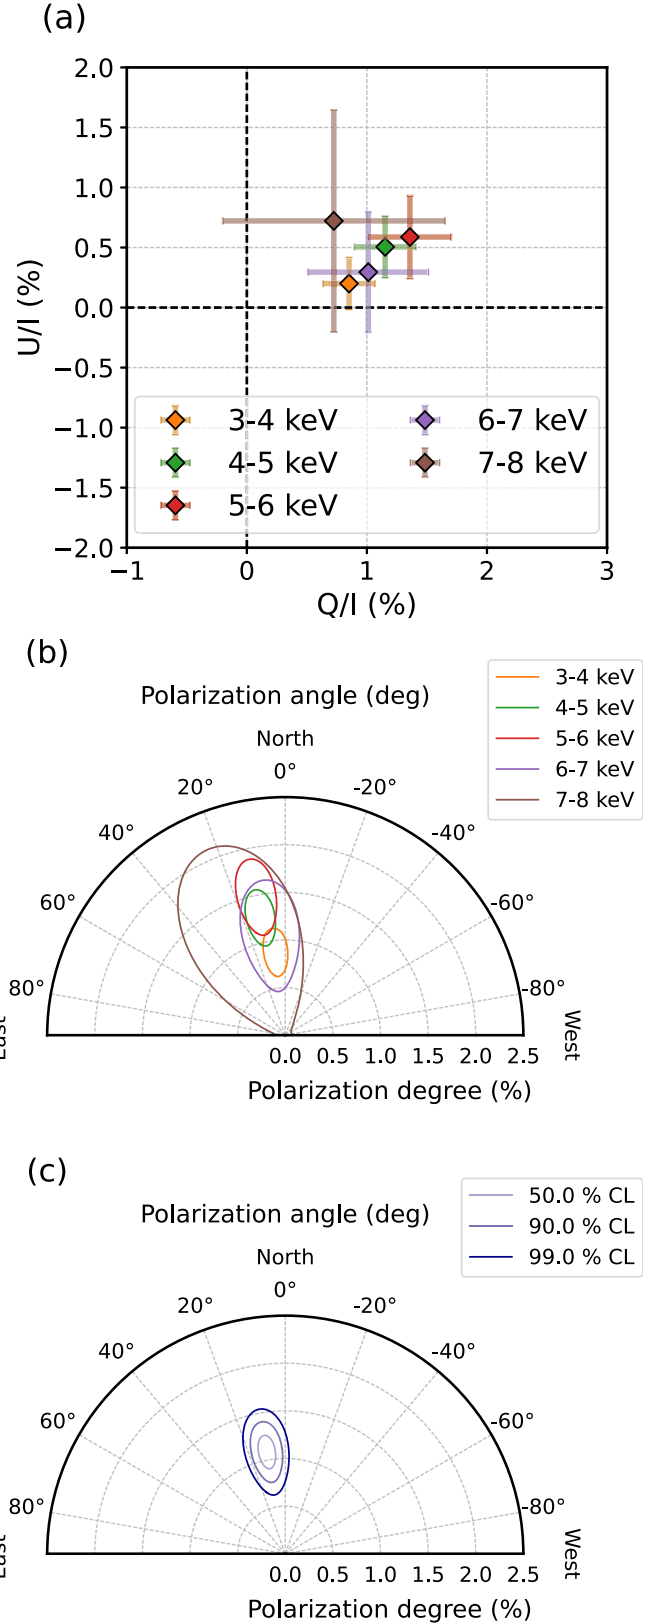 (a)
2.0
1.5
1.0
0.5
0.0
−0.5
−1.0
−1.5
−2.0
U/I (%)
3-4 keV
4-5 keV
5-6 keV
6-7 keV
7-8 keV
−1 0 1 2 3
Q/I (%)
(b)
3-4 keV
4-5 keV
5-6 keV
6-7 keV
7-8 keV
Polarization angle (deg)
North
0°
20° -20°
40° -40°
60° -60°
80° -80°
East West
0.0 0.5 1.0 1.5 2.0 2.5
Polarization degree (%)
(c)
50.0 % CL
90.0 % CL
99.0 % CL
Polarization angle (deg)
North
0°
20° -20°
40° -40°
60° -60°
80° -80°
East West
0.0 0.5 1.0 1.5 2.0 2.5
Polarization degree (%)